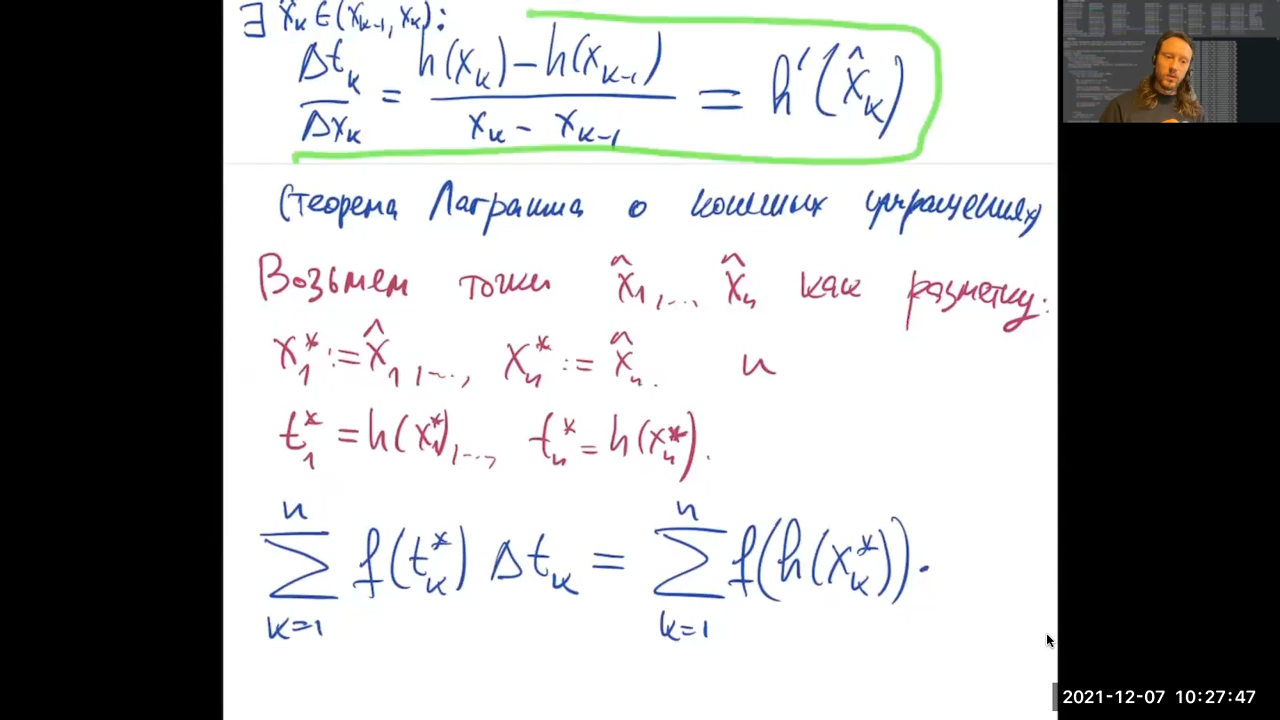 ∃ x̂ₖ ∈ (xₖ₋₁, xₖ):
Δtₖ / Δxₖ = (h(xₖ) − h(xₖ₋₁)) / (xₖ − xₖ₋₁) = h′(x̂ₖ)
(теорема Лагранжа о конечных приращениях)
Возьмем точки x̂₁, ... x̂ₙ как разметку:
x₁* := x̂₁, ..., xₙ* := x̂ₙ. и
t₁* = h(x₁*), ..., tₙ* = h(xₙ*).
∑ₖ₌₁ⁿ f(tₖ*) Δtₖ = ∑ₖ₌₁ⁿ f(h(xₖ*)) ·
2021-12-07 10:27:47